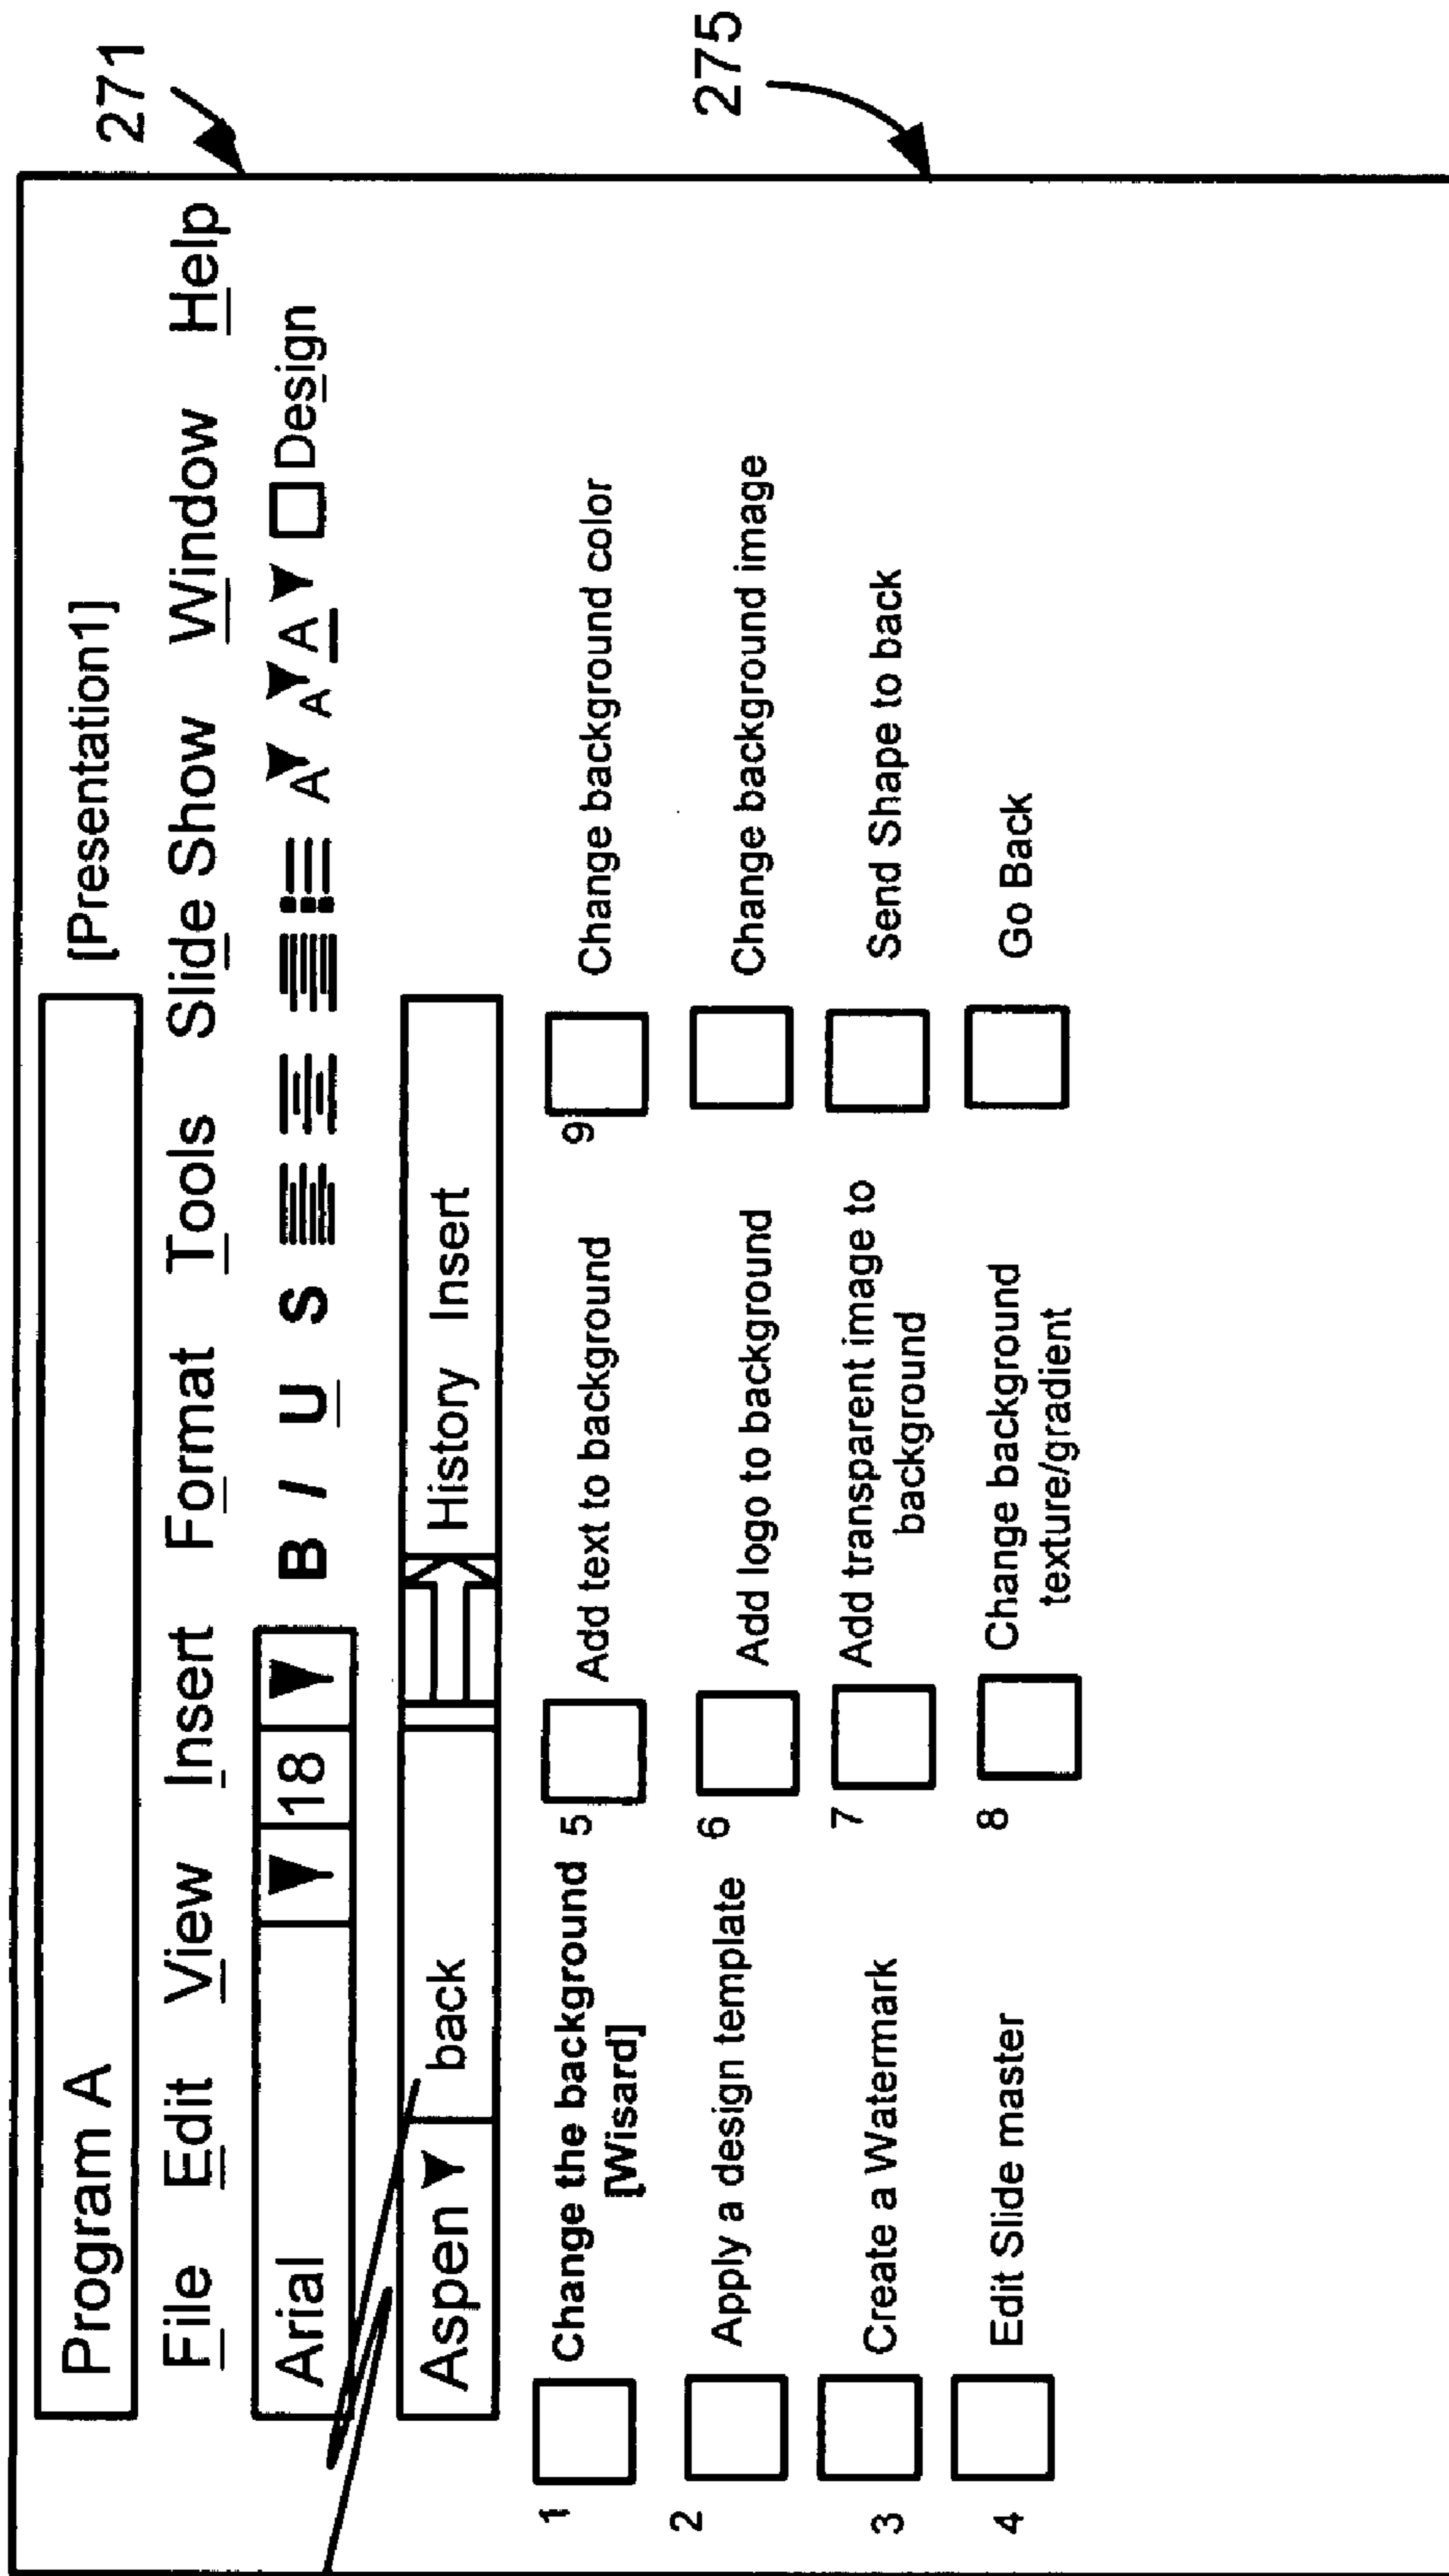 Program A [Presentation1]
271
File Edit View Insert Format Tools Slide Show Window Help
Arial 18 B I U S A A A Design
Aspen back History Insert
1 Change the background
[Wisard]
2 Apply a design template
3 Create a Watermark
4 Edit Slide master
5 Add text to background
6 Add logo to background
7 Add transparent image to
background
8 Change background
texture/gradient
9 Change background color
Change background image
Send Shape to back
Go Back
275